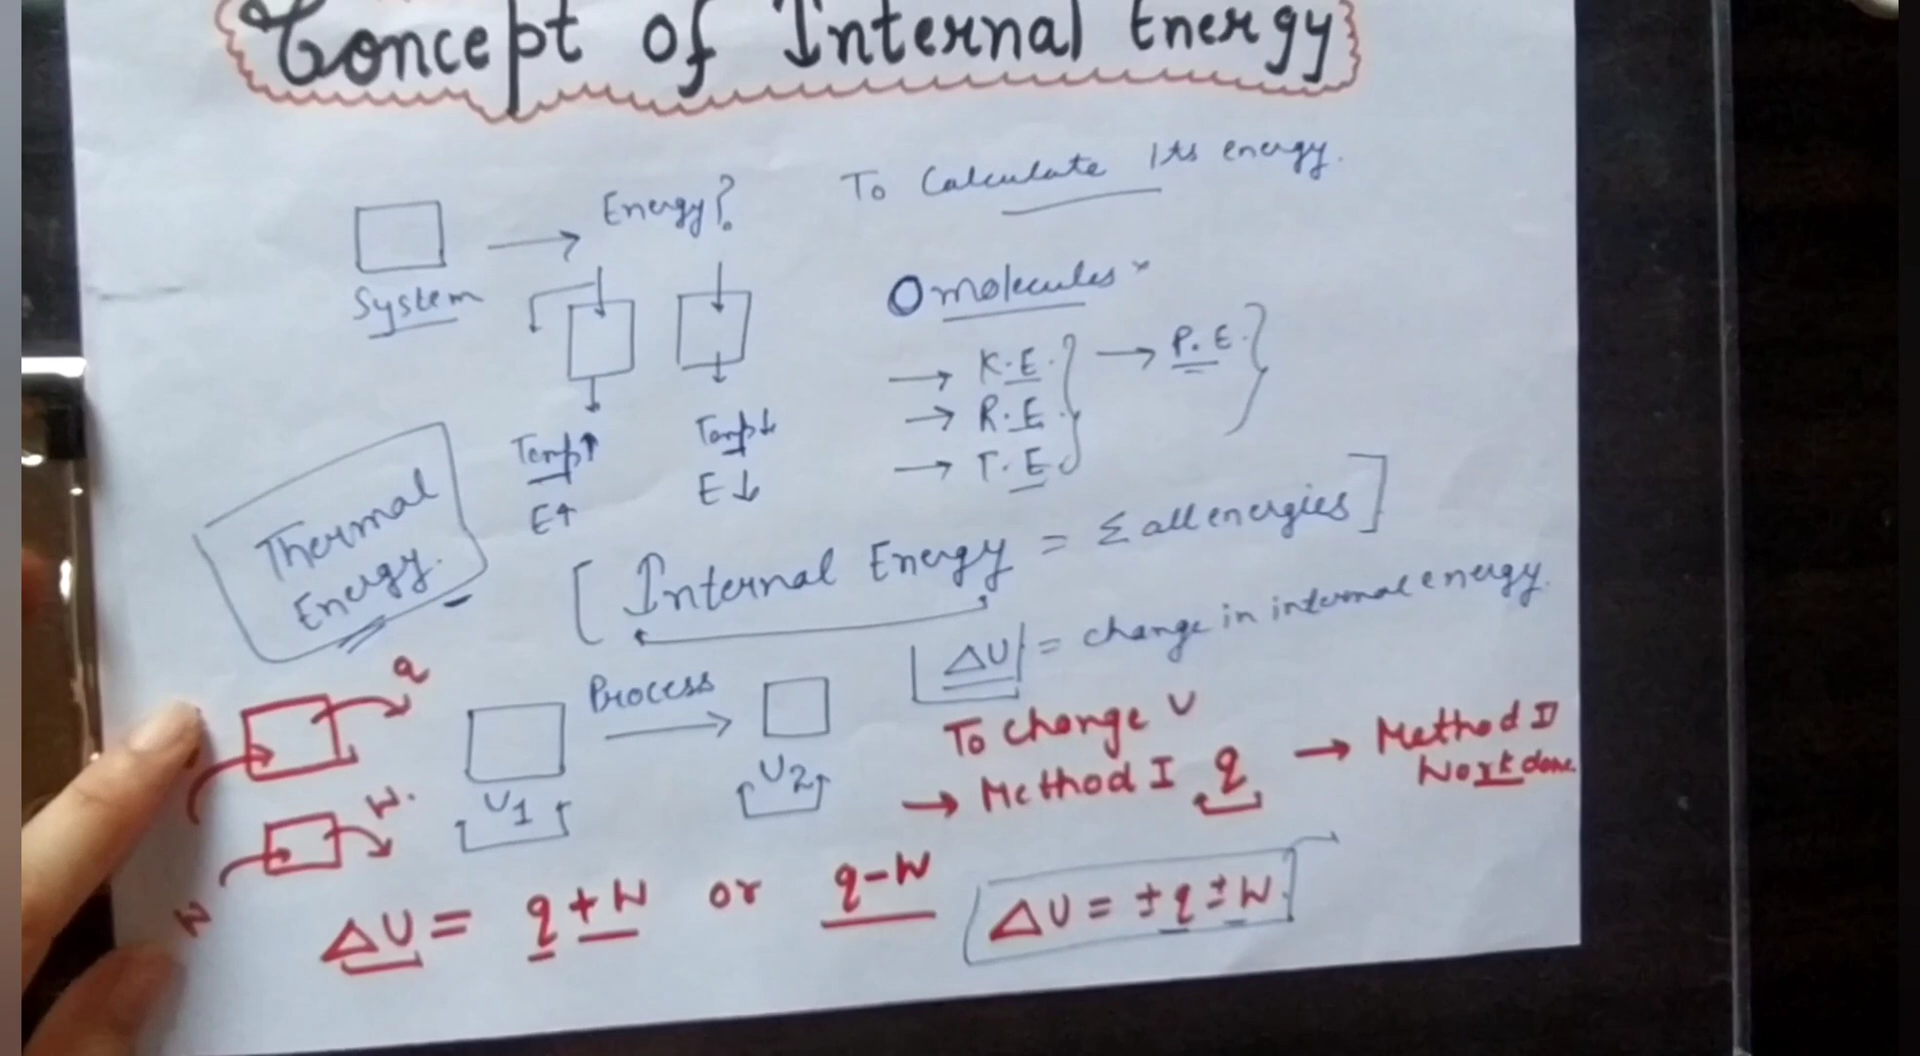 Concept of Internal Energy
To Calculate Its energy.
Energy?
System
molecules
→ K.E. → P.E.
→ R.E
→ T.E
Temp↑ Temp↓
E↑ E↓
Thermal
Energy.
[Internal Energy = Σ all energies]
ΔU = change in internal energy.
q
Process
U1 U2
To change U
→ Method I q → Method II
Work done.
W.
W
ΔU = q + W or q - W
ΔU = ± q ± W